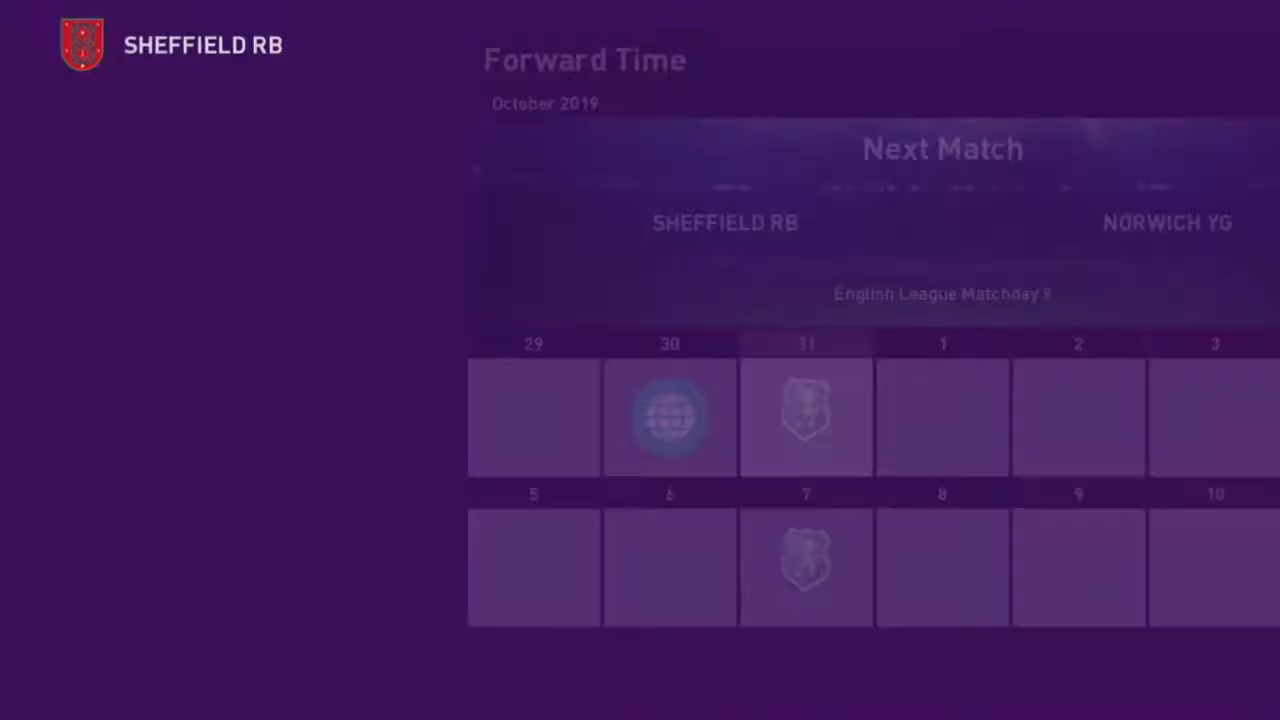 SHEFFIELD RB
Forward Time
October 2019
Next Match
SHEFFIELD RB NORWICH YG
English League Matchday 9
29 30 31 1 2 3
5 6 7 8 9 10